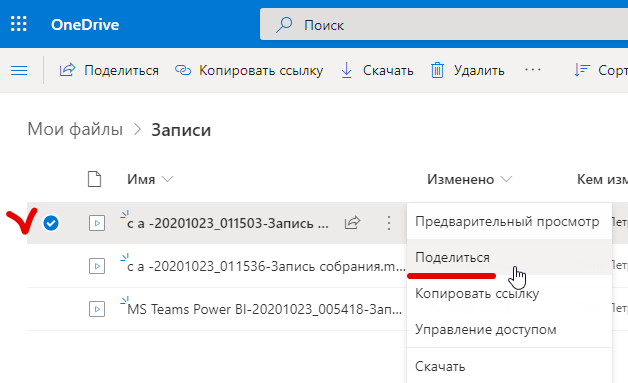 OneDrive
Поиск
Поделиться Копировать ссылку Скачать Удалить ... Сорт
Мои файлы > Записи
Имя Изменено Кем изм
с а -20201023_011503-Запись ...
Предварительный просмотр
с а -20201023_011536-Запись собрания.m...
Поделиться
Копировать ссылку
MS Teams Power BI-20201023_005418-Зап...
Управление доступом
Скачать